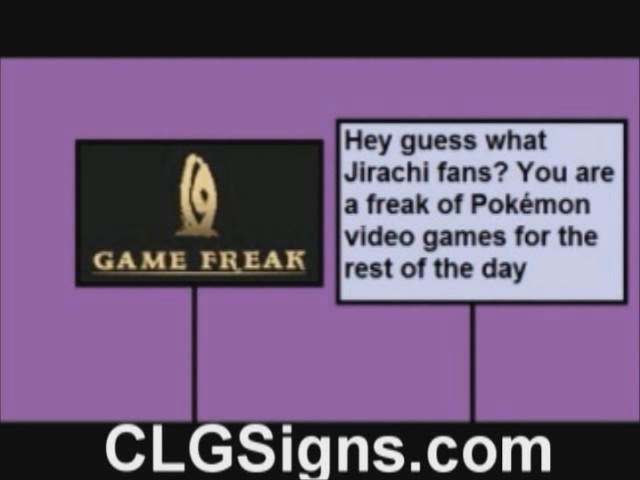 GAME FREAK
Hey guess what
Jirachi fans? You are
a freak of Pokémon
video games for the
rest of the day
CLGSigns.com